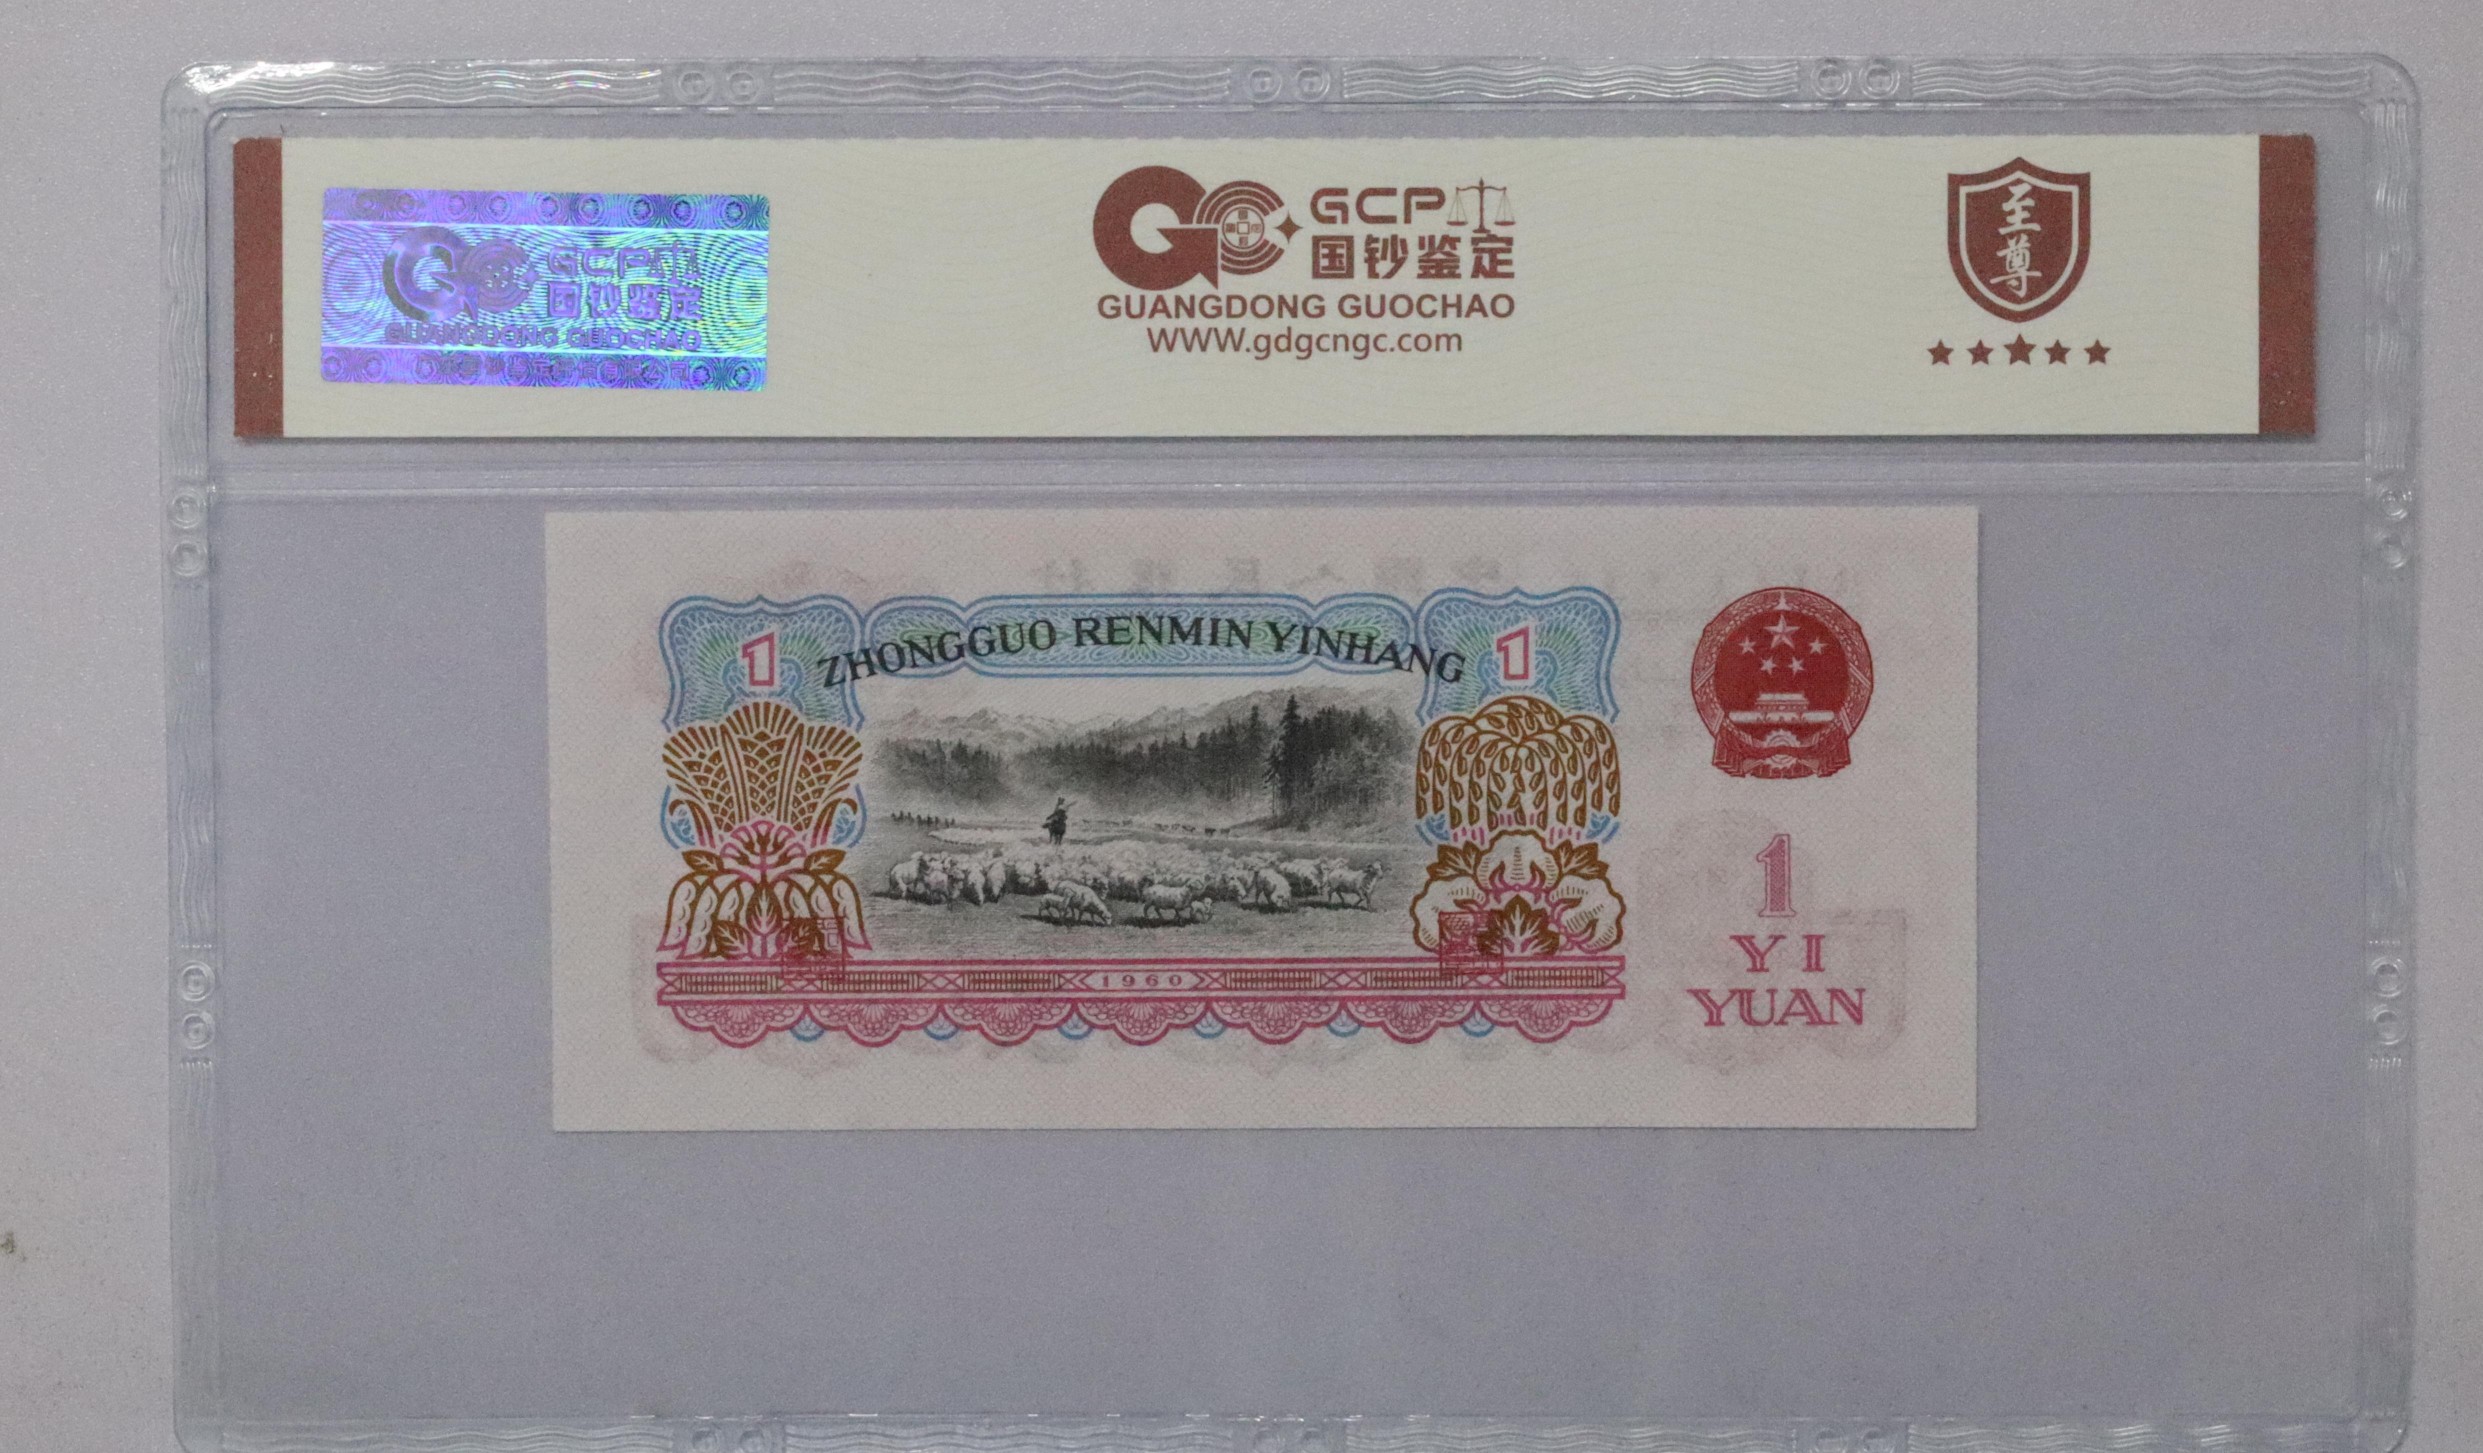 GCP
国钞鉴定
GUANGDONG GUOCHAO
GCP
国钞鉴定
GUANGDONG GUOCHAO
WWW.gdgcngc.com
至尊
1 ZHONGGUO RENMIN YINHANG 1
1960
1
YI
YUAN